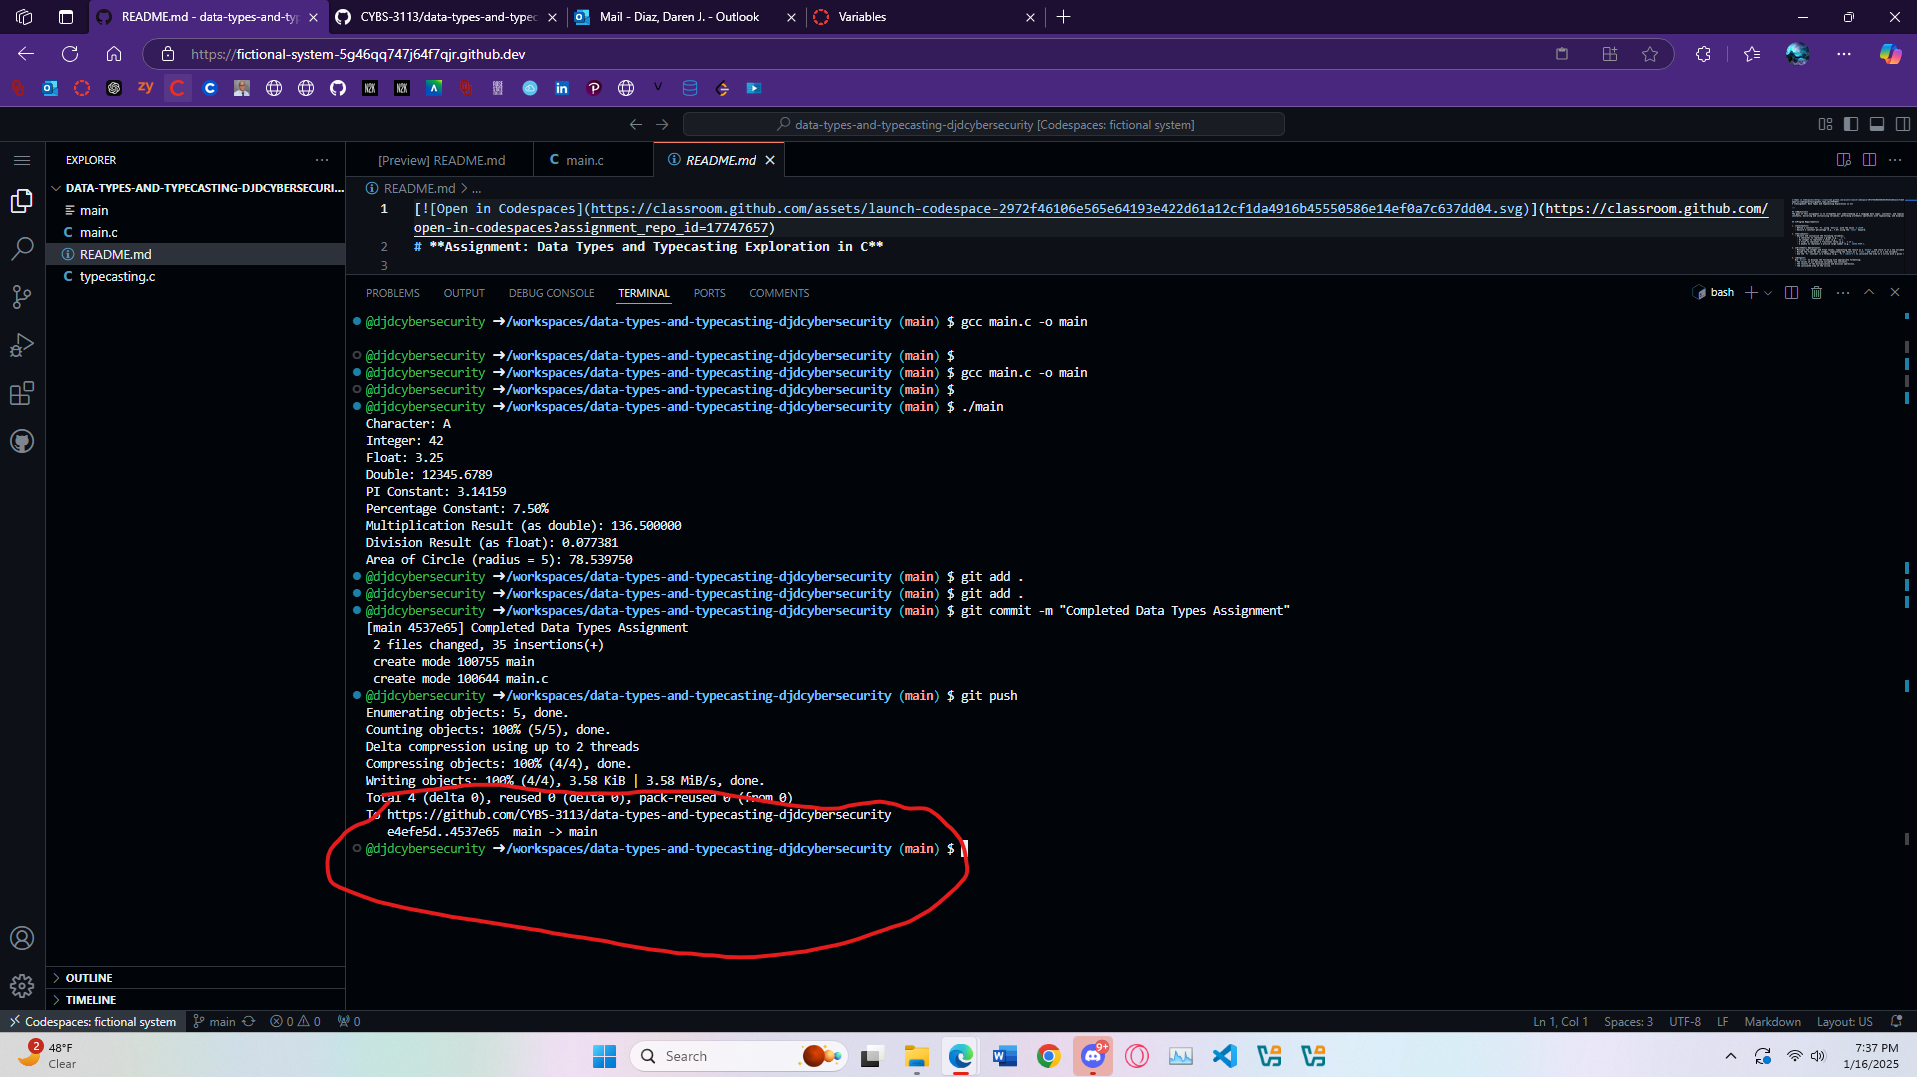 README.md - data-types-and-typ
CYBS-3113/data-types-and-typec
Mail - Diaz, Daren J. - Outlook
Variables
https://fictional-system-5g46qq747j64f7qjr.github.dev
zy
N2K
N2K
in
data-types-and-typecasting-djdcybersecurity [Codespaces: fictional system]
EXPLORER
[Preview] README.md
C main.c
README.md
DATA-TYPES-AND-TYPECASTING-DJDCYBERSECURI...
main
C main.c
README.md
C typecasting.c
README.md > ...
1 [![Open in Codespaces](https://classroom.github.com/assets/launch-codespace-2972f46106e565e64193e422d61a12cf1da4916b45550586e14ef0a7c637dd04.svg)](https://classroom.github.com/
open-in-codespaces?assignment_repo_id=17747657)
2 # **Assignment: Data Types and Typecasting Exploration in C**
3
PROBLEMS OUTPUT DEBUG CONSOLE TERMINAL PORTS COMMENTS
bash
@djdcybersecurity ➜/workspaces/data-types-and-typecasting-djdcybersecurity (main) $ gcc main.c -o main
@djdcybersecurity ➜/workspaces/data-types-and-typecasting-djdcybersecurity (main) $
@djdcybersecurity ➜/workspaces/data-types-and-typecasting-djdcybersecurity (main) $ gcc main.c -o main
@djdcybersecurity ➜/workspaces/data-types-and-typecasting-djdcybersecurity (main) $
@djdcybersecurity ➜/workspaces/data-types-and-typecasting-djdcybersecurity (main) $ ./main
Character: A
Integer: 42
Float: 3.25
Double: 12345.6789
PI Constant: 3.14159
Percentage Constant: 7.50%
Multiplication Result (as double): 136.500000
Division Result (as float): 0.077381
Area of Circle (radius = 5): 78.539750
@djdcybersecurity ➜/workspaces/data-types-and-typecasting-djdcybersecurity (main) $ git add .
@djdcybersecurity ➜/workspaces/data-types-and-typecasting-djdcybersecurity (main) $ git add .
@djdcybersecurity ➜/workspaces/data-types-and-typecasting-djdcybersecurity (main) $ git commit -m "Completed Data Types Assignment"
[main 4537e65] Completed Data Types Assignment
2 files changed, 35 insertions(+)
create mode 100755 main
create mode 100644 main.c
@djdcybersecurity ➜/workspaces/data-types-and-typecasting-djdcybersecurity (main) $ git push
Enumerating objects: 5, done.
Counting objects: 100% (5/5), done.
Delta compression using up to 2 threads
Compressing objects: 100% (4/4), done.
Writing objects: 100% (4/4), 3.58 KiB | 3.58 MiB/s, done.
Total 4 (delta 0), reused 0 (delta 0), pack-reused 0 (from 0)
To https://github.com/CYBS-3113/data-types-and-typecasting-djdcybersecurity
e4efe5d..4537e65 main -> main
@djdcybersecurity ➜/workspaces/data-types-and-typecasting-djdcybersecurity (main) $
OUTLINE
TIMELINE
Codespaces: fictional system
main
0 0
0
Ln 1, Col 1
Spaces: 3
UTF-8
LF
Markdown
Layout: US
2
48°F
Clear
Search
9+
7:37 PM
1/16/2025